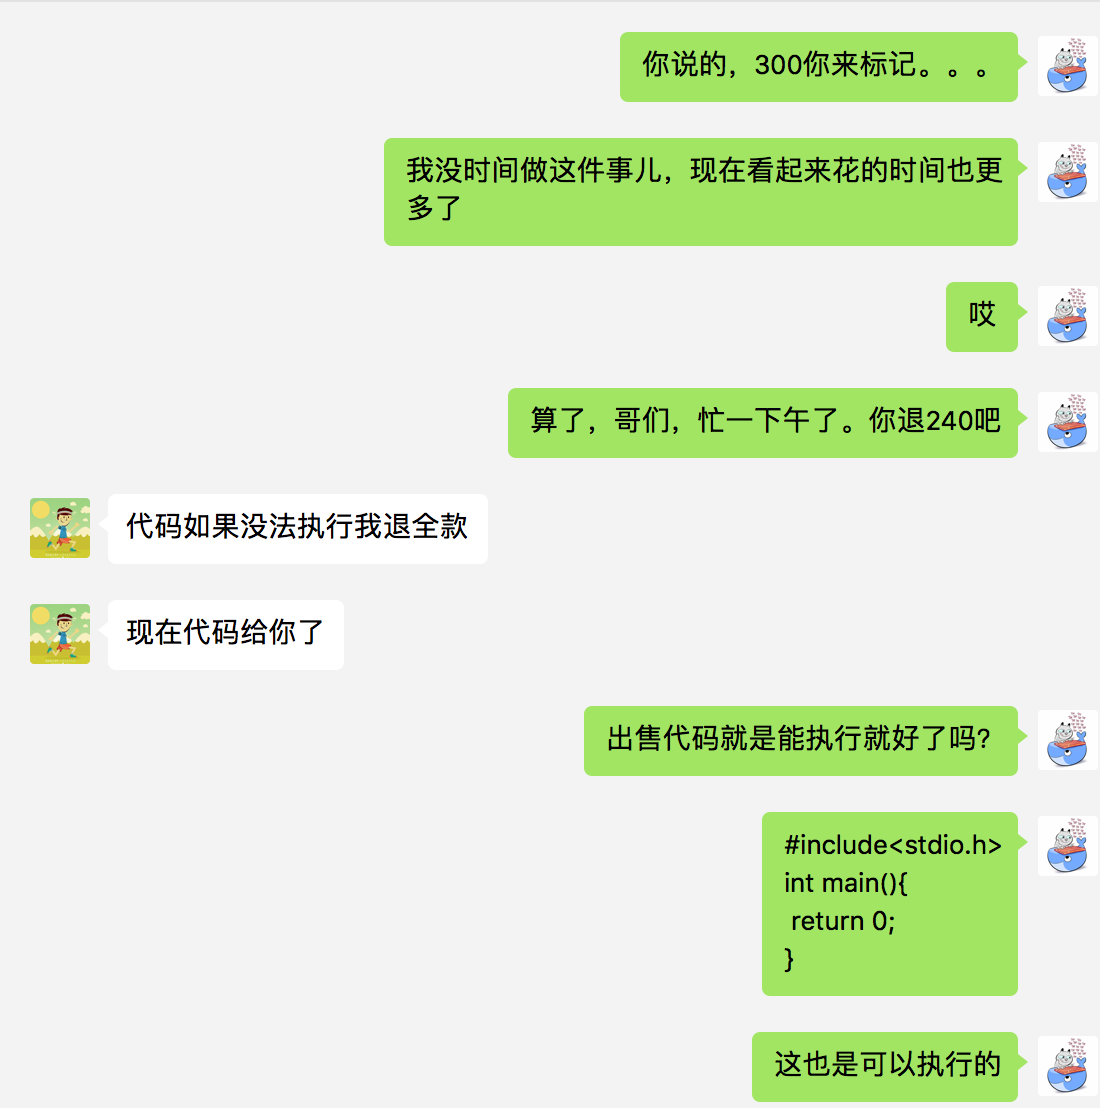 你说的，300你来标记。。。
我没时间做这件事儿，现在看起来花的时间也更
多了
哎
算了，哥们，忙一下午了。你退240吧
代码如果没法执行我退全款
现在代码给你了
出售代码就是能执行就好了吗?
#include<stdio.h>
int main(){
 return 0;
}
这也是可以执行的